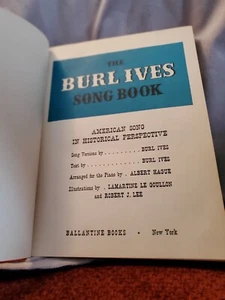 THE
BURL IVES
SONG BOOK
AMERICAN SONG
IN HISTORICAL PERSPECTIVE
Song Versions by . . . . . . . . . BURL IVES
Text by . . . . . . . . . . . . . BURL IVES
Arranged for the Piano by . ALBERT HAGUE
Illustrations by . LAMARTINE LE GOULLON
and ROBERT J. LEE
BALLANTINE BOOKS • New York